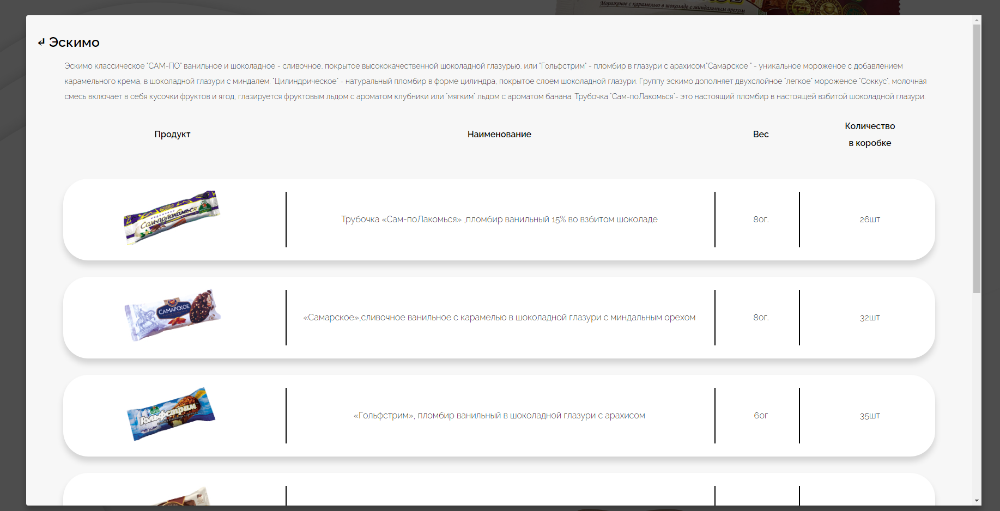 Мороженое с карамелью в шоколаде с миндальным орехом
↲ Эскимо
Эскимо классическое "САМ-ПО" ванильное и шоколадное - сливочное, покрытое высококачественной шоколадной глазурью, или "Гольфстрим" - пломбир в глазури с арахисом."Самарское " - уникальное мороженое с добавлением
карамельного крема, в шоколадной глазури с миндалем. "Цилиндрическое" - натуральный пломбир в форме цилиндра, покрытое слоем шоколадной глазури. Группу эскимо дополняет двухслойное "легкое" мороженое "Соккус", молочная
смесь включает в себя кусочки фруктов и ягод, глазируется фруктовым льдом с ароматом клубники или "мягким" льдом с ароматом банана. Трубочка "Сам-поЛакомься"- это настоящий пломбир в настоящей взбитой шоколадной глазури.
Продукт Наименование Вес Количество
в коробке
Сам-полакомься
Трубочка «Сам-поЛакомься» ,пломбир ванильный 15% во взбитом шоколаде 80г. 26шт
САМАРСКОЕ
«Самарское»,сливочное ванильное с карамелью в шоколадной глазури с миндальным орехом 80г. 32шт
Гольфстрим
«Гольфстрим», пломбир ванильный в шоколадной глазури с арахисом 60г 35шт